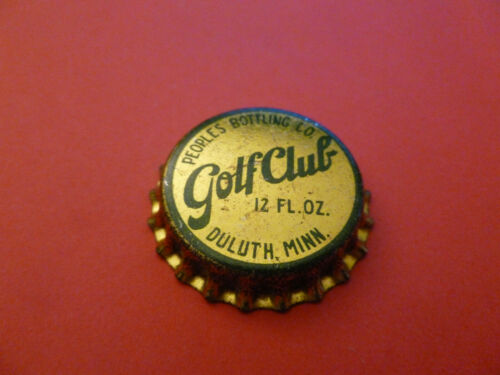 PEOPLES BOTTLING CO.
Golf Club
12 FL. OZ.
DULUTH, MINN.